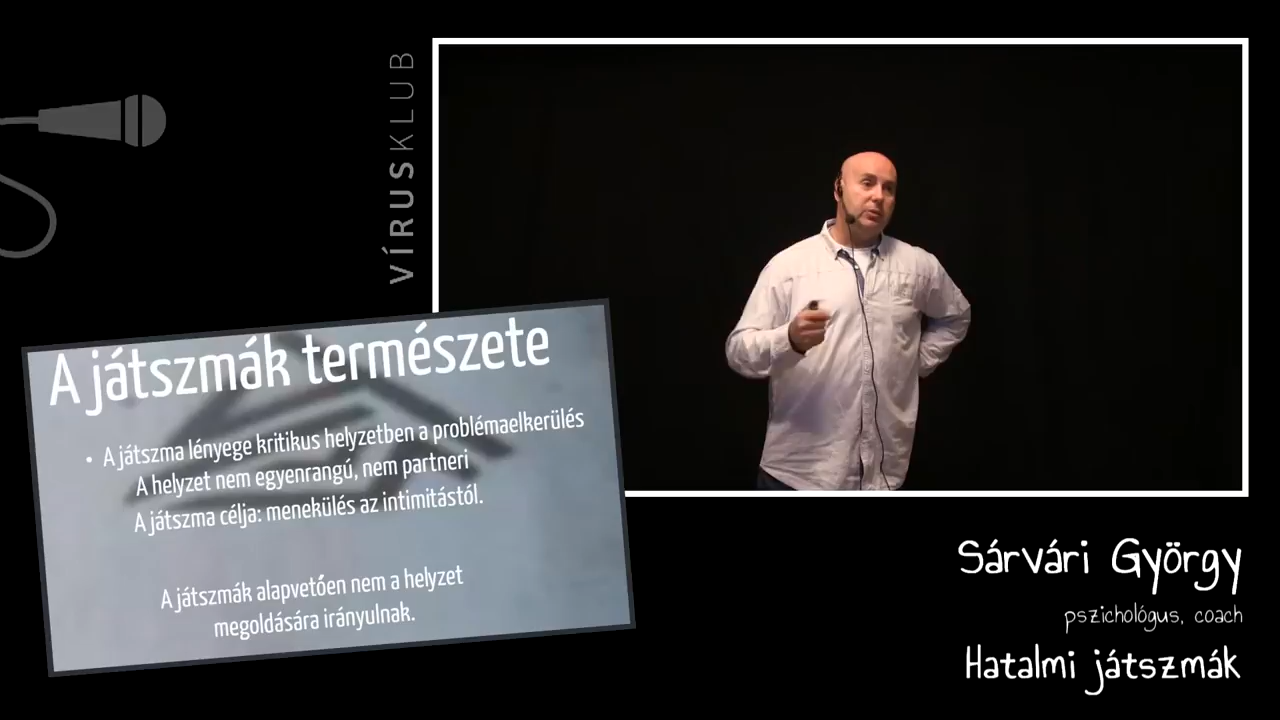 VÍRUSKLUB
A játszmák természete
• A játszma lényege kritikus helyzetben a problémaelkerülés
A helyzet nem egyenrangú, nem partneri
A játszma célja: menekülés az intimitástól.
A játszmák alapvetően nem a helyzet
megoldására irányulnak.
Sárvári György
pszichológus, coach
Hatalmi játszmák